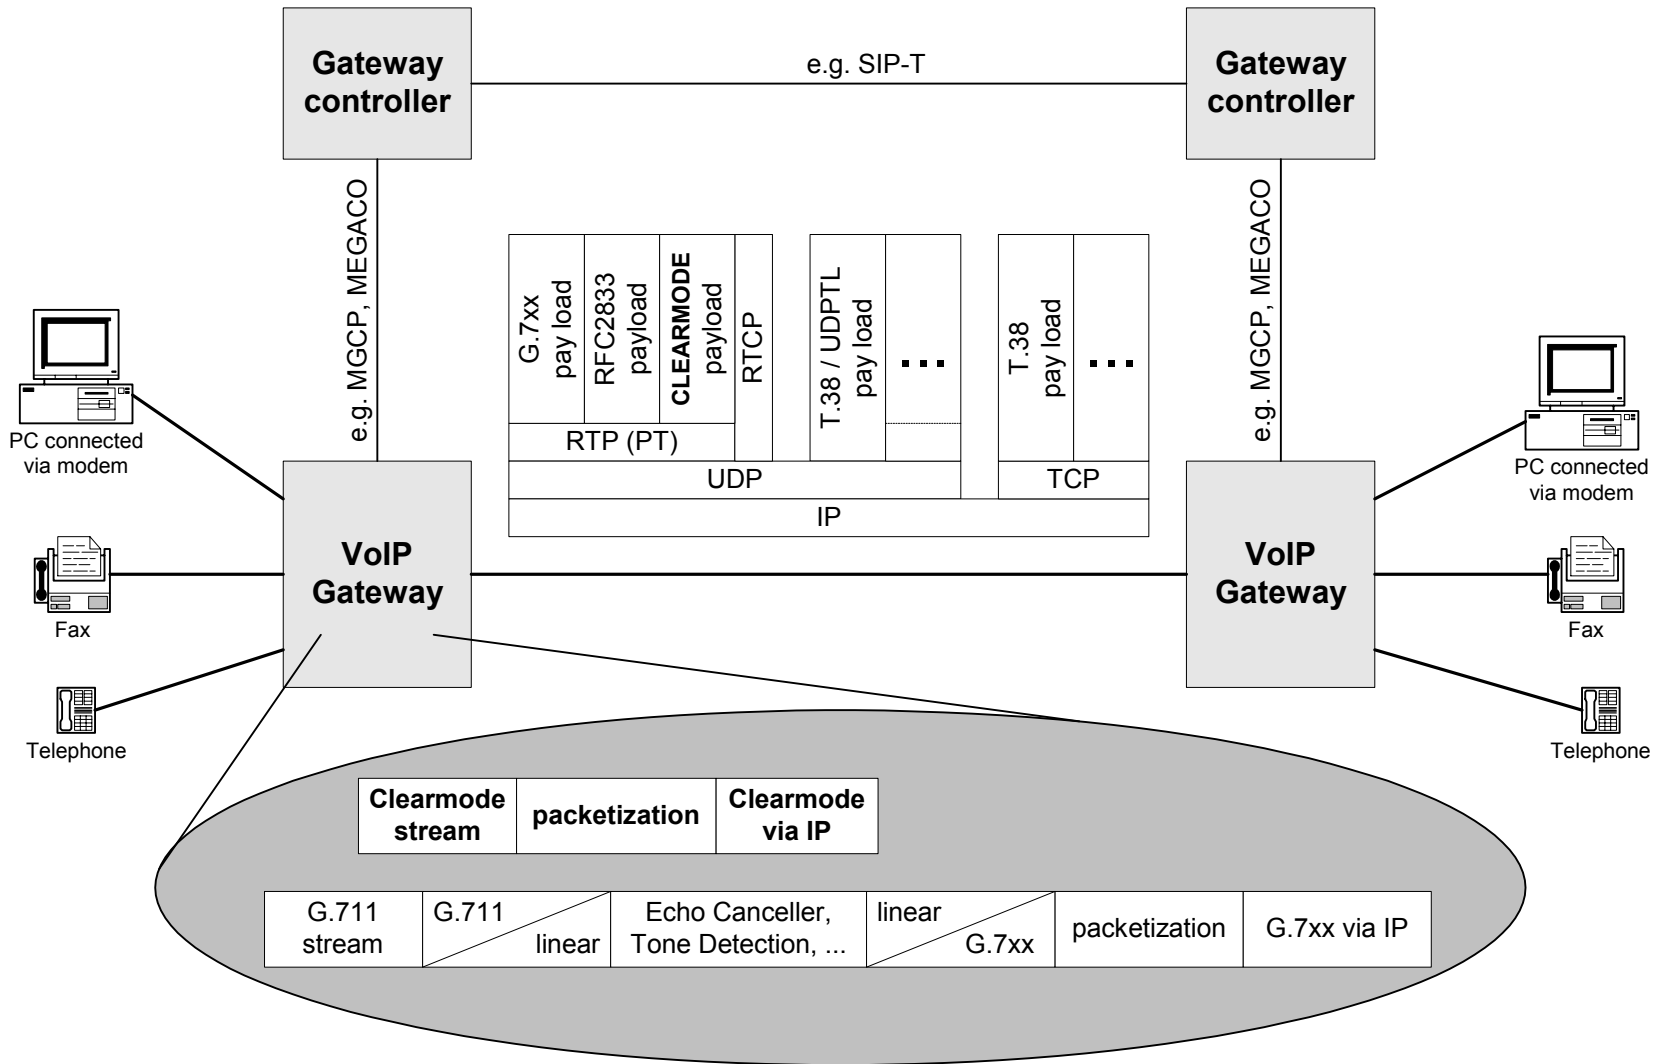 Gateway
controller
e.g. SIP-T
Gateway
controller
e.g. MGCP, MEGACO
e.g. MGCP, MEGACO
G.7xx
pay load
RFC2833
payload
CLEARMODE
payload
RTCP
T.38 / UDPTL
pay load
...
T.38
pay load
...
RTP (PT)
UDP
TCP
IP
PC connected
via modem
PC connected
via modem
VoIP
Gateway
VoIP
Gateway
Fax
Fax
Telephone
Telephone
Clearmode
stream
packetization
Clearmode
via IP
G.711
stream
G.711
linear
Echo Canceller,
Tone Detection, ...
linear
G.7xx
packetization
G.7xx via IP